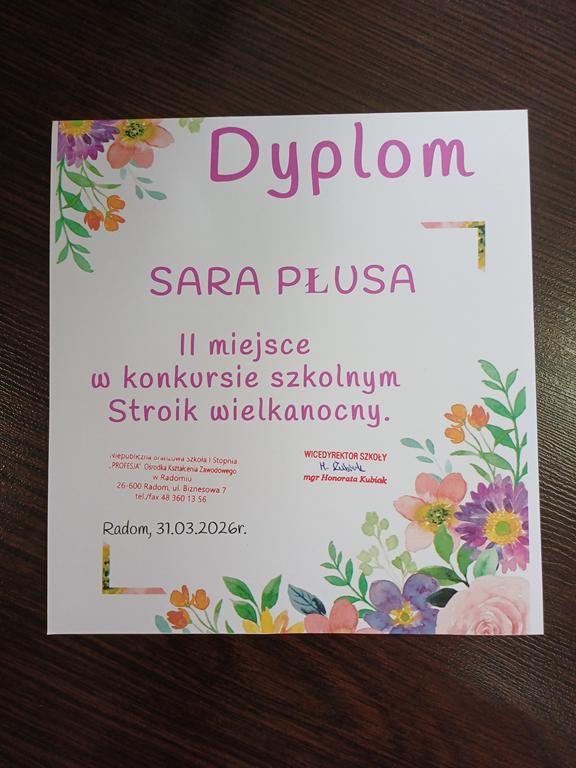 Dyplom
SARA PŁUSA
II miejsce
w konkursie szkolnym
Stroik wielkanocny.
Niepubliczna Branżowa Szkoła I Stopnia
„PROFESJA" Ośrodka Kształcenia Zawodowego
w Radomiu
26-600 Radom, ul. Biznesowa 7
tel./fax 48 360 13 56
WICEDYREKTOR SZKOŁY
H. Kubiak
mgr Honorata Kubiak
Radom, 31.03.2026r.